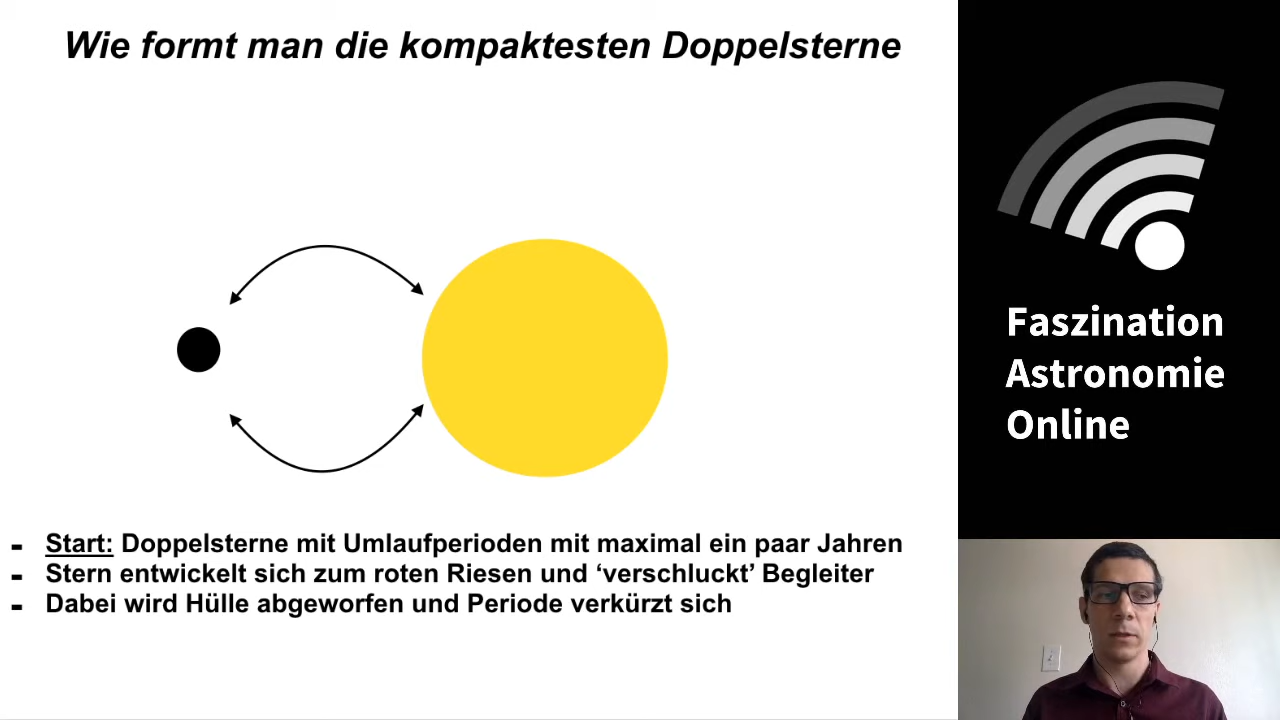 Wie formt man die kompaktesten Doppelsterne
- Start: Doppelsterne mit Umlaufperioden mit maximal ein paar Jahren
- Stern entwickelt sich zum roten Riesen und ‘verschluckt’ Begleiter
- Dabei wird Hülle abgeworfen und Periode verkürzt sich
Faszination
Astronomie
Online